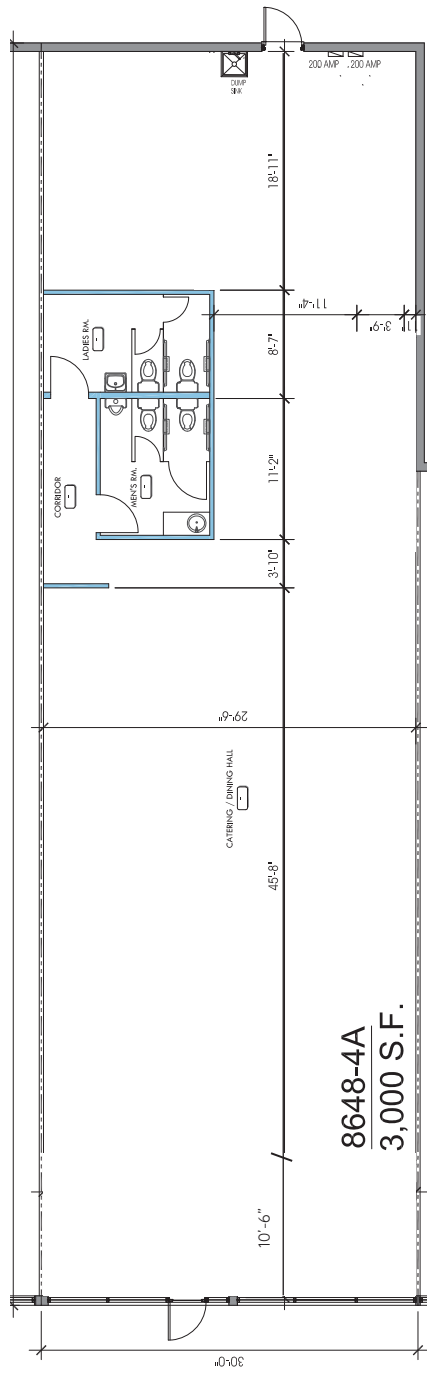 DUMP
SINK
200 AMP
200 AMP
18'-11"
11'-4"
3'-9"
1'
LADIES RM.
8'-7"
CORRIDOR
MEN'S RM.
11'-2"
3'-10"
29'-6"
CATERING / DINING HALL
45'-8"
8648-4A
3,000 S.F.
10'-6"
30'-0"